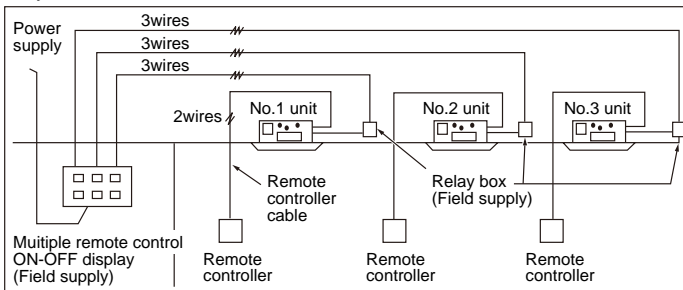 Power
supply
3wires
3wires
3wires
2wires
No.1 unit
No.2 unit
No.3 unit
Remote
controller
cable
Relay box
(Field supply)
Muitiple remote control
ON-OFF display
(Field supply)
Remote
controller
Remote
controller
Remote
controller